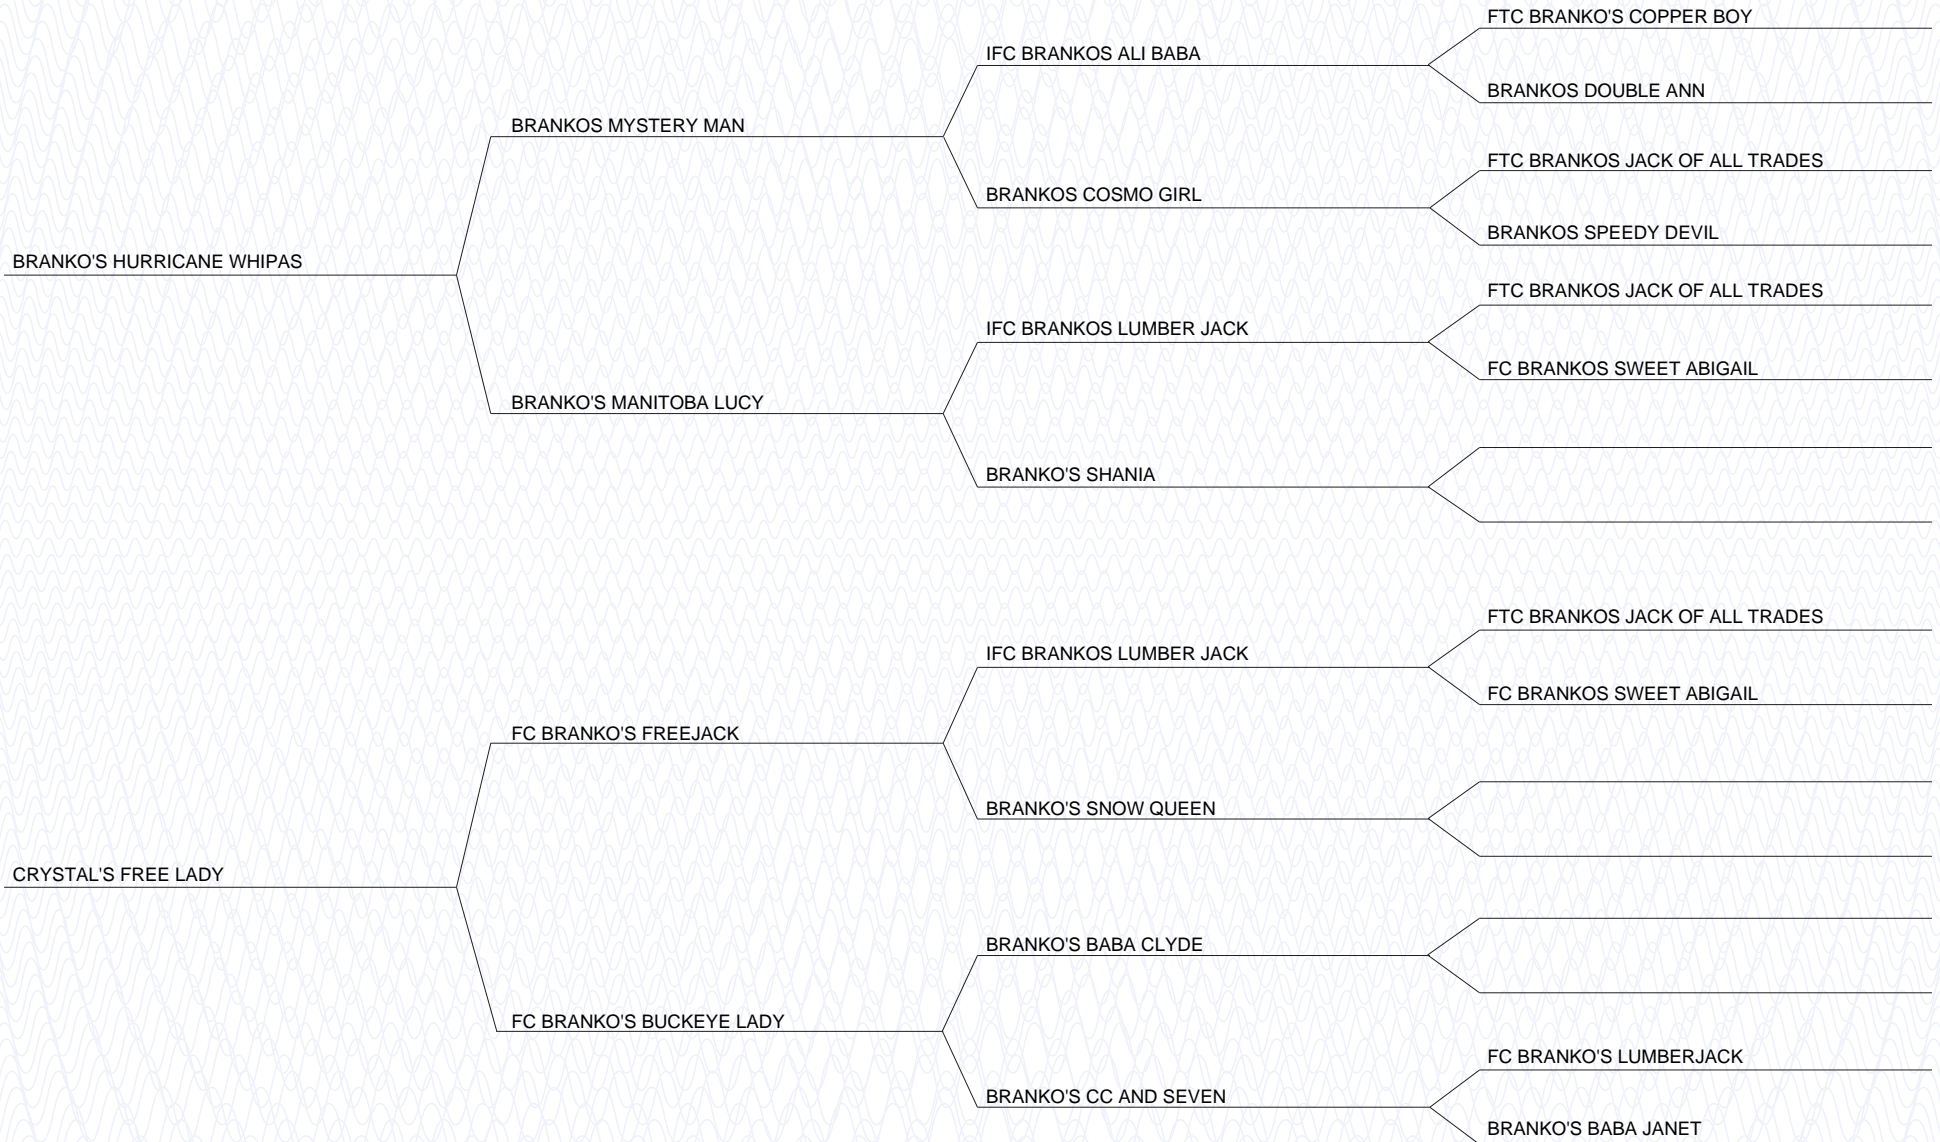 FTC BRANKO'S COPPER BOY
IFC BRANKOS ALI BABA
BRANKOS DOUBLE ANN
BRANKOS MYSTERY MAN
FTC BRANKOS JACK OF ALL TRADES
BRANKOS COSMO GIRL
BRANKOS SPEEDY DEVIL
BRANKO'S HURRICANE WHIPAS
FTC BRANKOS JACK OF ALL TRADES
IFC BRANKOS LUMBER JACK
FC BRANKOS SWEET ABIGAIL
BRANKO'S MANITOBA LUCY
BRANKO'S SHANIA
FTC BRANKOS JACK OF ALL TRADES
IFC BRANKOS LUMBER JACK
FC BRANKOS SWEET ABIGAIL
FC BRANKO'S FREEJACK
BRANKO'S SNOW QUEEN
CRYSTAL'S FREE LADY
BRANKO'S BABA CLYDE
FC BRANKO'S BUCKEYE LADY
FC BRANKO'S LUMBERJACK
BRANKO'S CC AND SEVEN
BRANKO'S BABA JANET